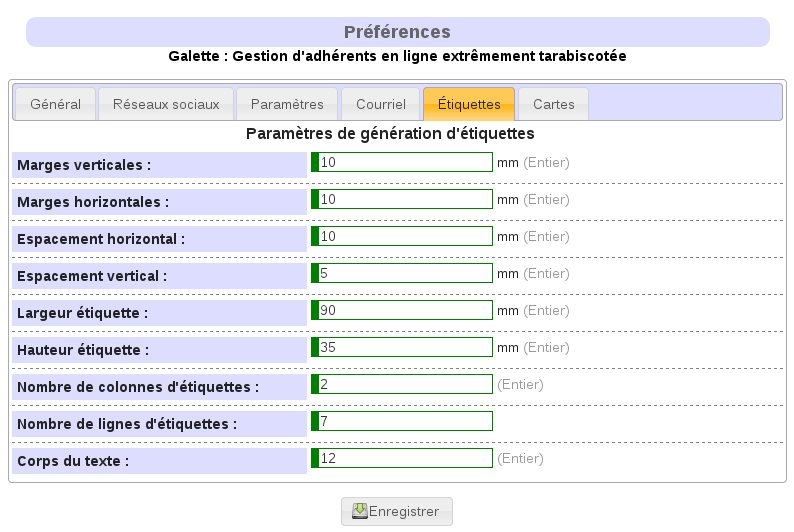 Préférences
Galette : Gestion d'adhérents en ligne extrêmement tarabiscotée
Général Réseaux sociaux Paramètres Courriel Étiquettes Cartes
Paramètres de génération d'étiquettes
Marges verticales : 10 mm (Entier)
Marges horizontales : 10 mm (Entier)
Espacement horizontal : 10 mm (Entier)
Espacement vertical : 5 mm (Entier)
Largeur étiquette : 90 mm (Entier)
Hauteur étiquette : 35 mm (Entier)
Nombre de colonnes d'étiquettes : 2 (Entier)
Nombre de lignes d'étiquettes : 7
Corps du texte : 12 (Entier)
Enregistrer